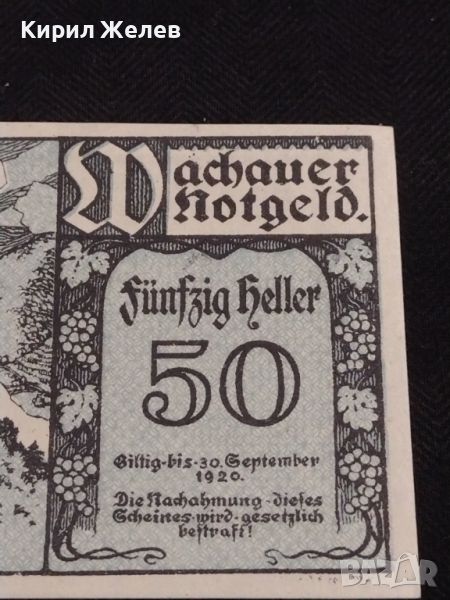 Кирил Желев
Wachauer
Notgeld.
Fünfzig Heller
50
Giltig-bis-30.September
1920.
Die Nachahmung-dieses
Scheines-wird-gesetzlich
bestraft!
BAZAR